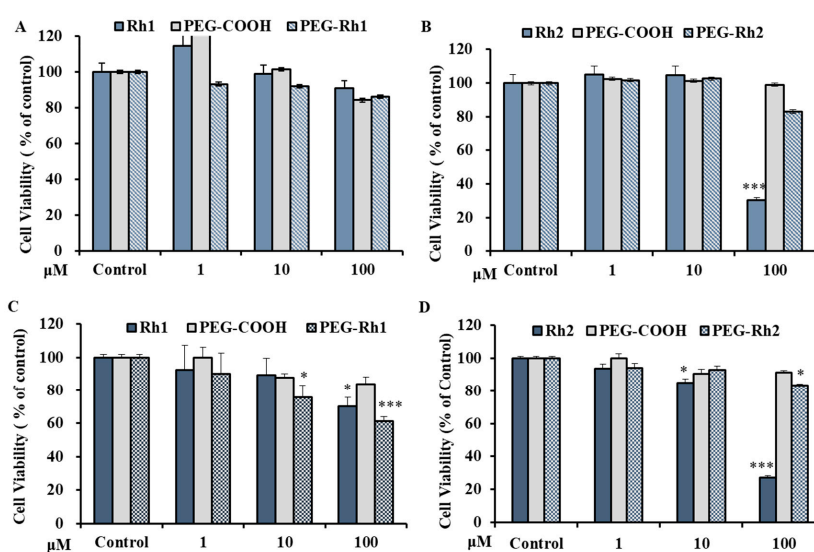 A
Rh1 PEG-COOH PEG-Rh1
Cell Viability ( % of control)
120
100
80
60
40
20
0
µM Control 1 10 100
B
Rh2 PEG-COOH PEG-Rh2
Cell Viability ( % of control)
120
100
80
60
40
20
0
***
µM Control 1 10 100
C
Rh1 PEG-COOH PEG-Rh1
Cell Viability ( % of control)
120
100
80
60
40
20
0
* * ***
µM Control 1 10 100
D
Rh2 PEG-COOH PEG-Rh2
Cell Viability ( % of Control)
120
100
80
60
40
20
0
* *** *
µM Control 1 10 100